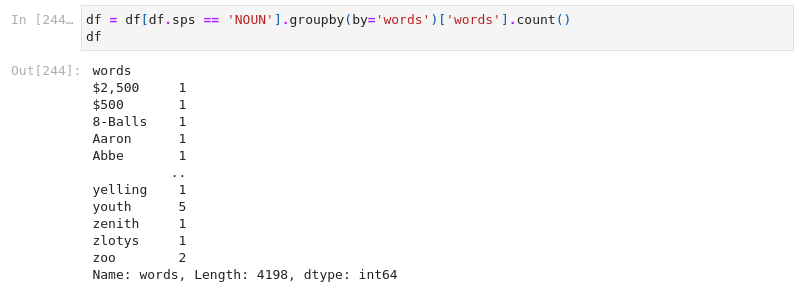 In [244… df = df[df.sps == 'NOUN'].groupby(by='words')['words'].count()
df
Out[244]: words
$2,500 1
$500 1
8-Balls 1
Aaron 1
Abbe 1
..
yelling 1
youth 5
zenith 1
zlotys 1
zoo 2
Name: words, Length: 4198, dtype: int64